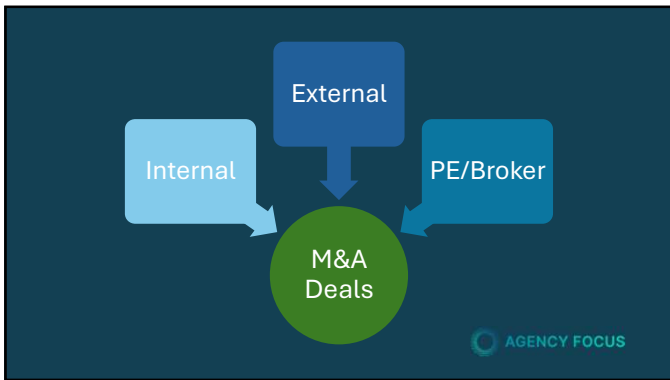 External
Internal
PE/Broker
M&A
Deals
AGENCY FOCUS